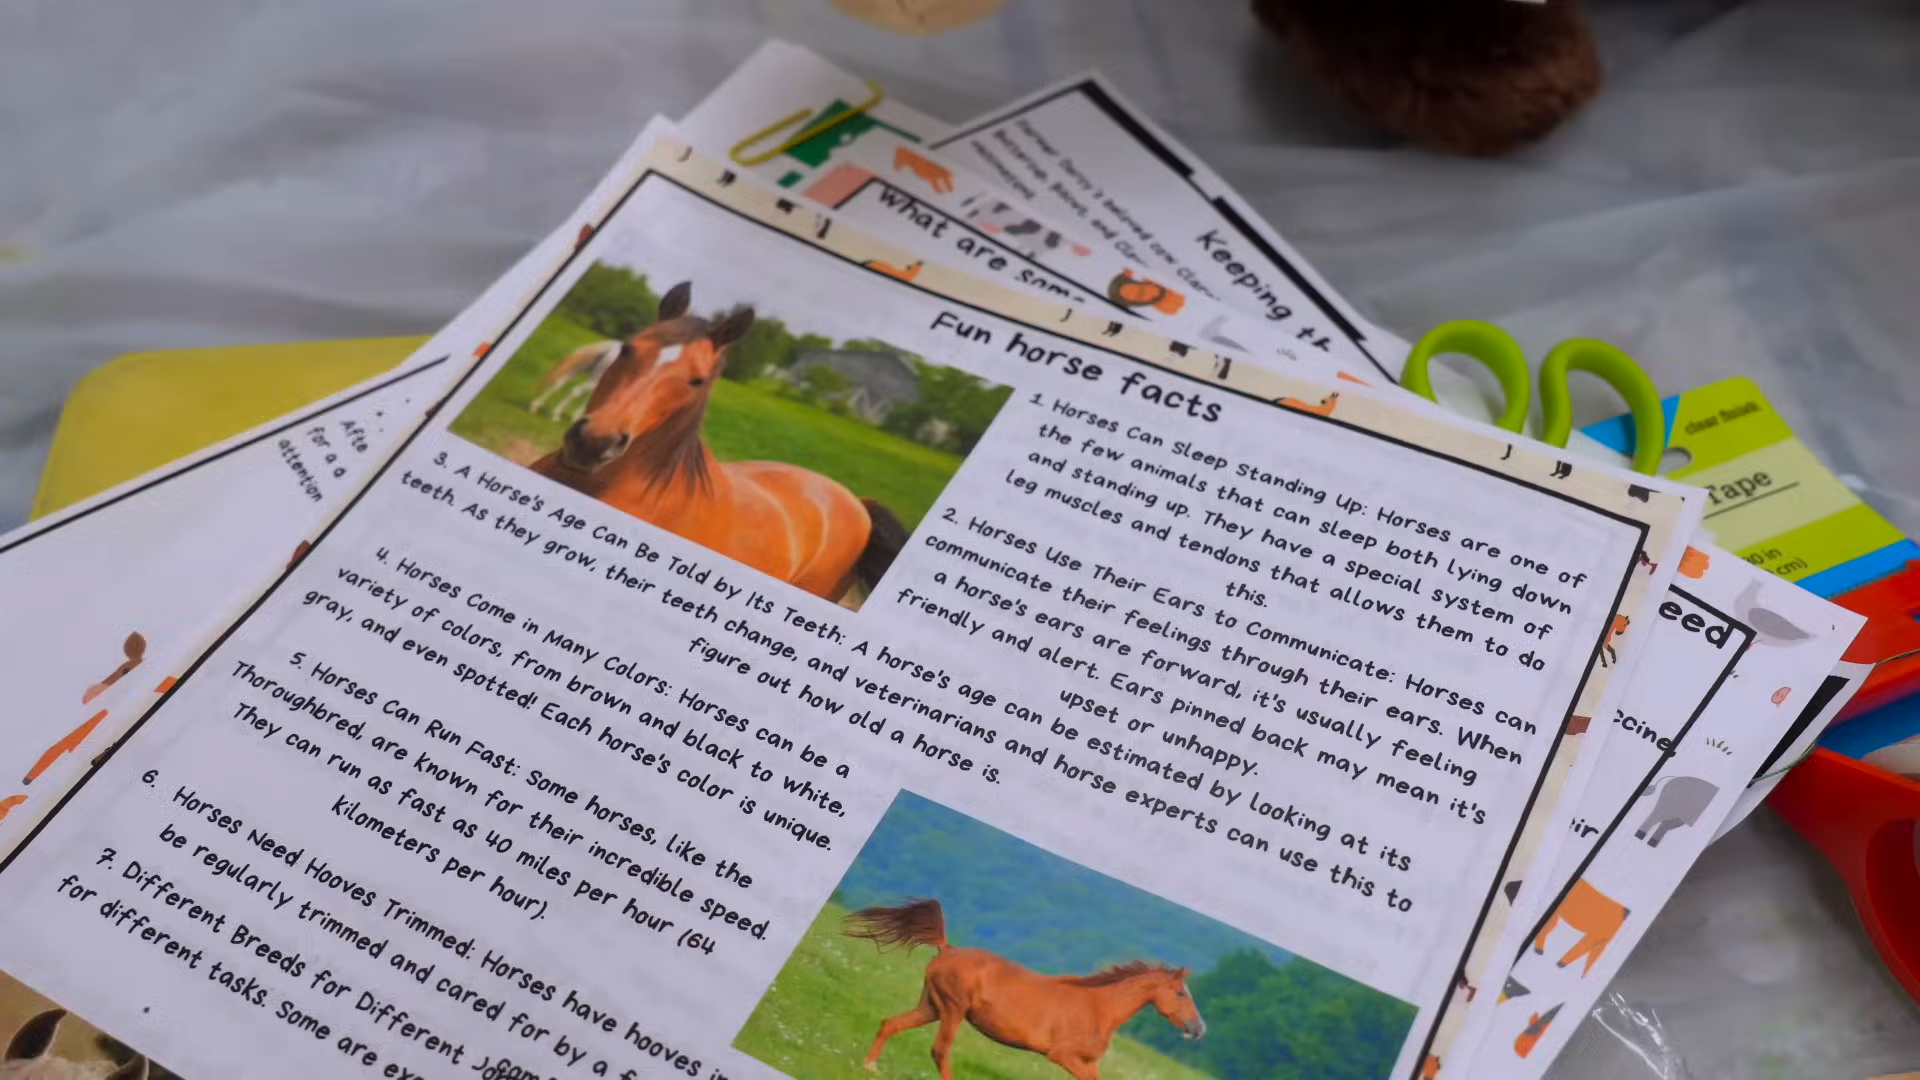 Fun horse facts
1. Horses Can Sleep Standing Up: Horses are one of
the few animals that can sleep both lying down
and standing up. They have a special system of
leg muscles and tendons that allows them to do
this.
2. Horses Use Their Ears to Communicate: Horses can
communicate their feelings through their ears. When
a horse's ears are forward, it's usually feeling
friendly and alert. Ears pinned back may mean it's
upset or unhappy.
3. A Horse's Age Can Be Told by Its Teeth: A horse's age can be estimated by looking at its
teeth. As they grow, their teeth change, and veterinarians and horse experts can use this to
figure out how old a horse is.
4. Horses Come in Many Colors: Horses can be a
variety of colors, from brown and black to white,
gray, and even spotted! Each horse's color is unique.
5. Horses Can Run Fast: Some horses, like the
Thoroughbred, are known for their incredible speed.
They can run as fast as 40 miles per hour (64
kilometers per hour).
6. Horses Need Hooves Trimmed: Horses have hooves
be regularly trimmed and cared for by a
7. Different Breeds for Different
for different tasks. Some are
What are some
Keeping
Farmer Darry's beloved cow
Buttercup, Bacon, and
for a
attention
eed
clear finish
Tape